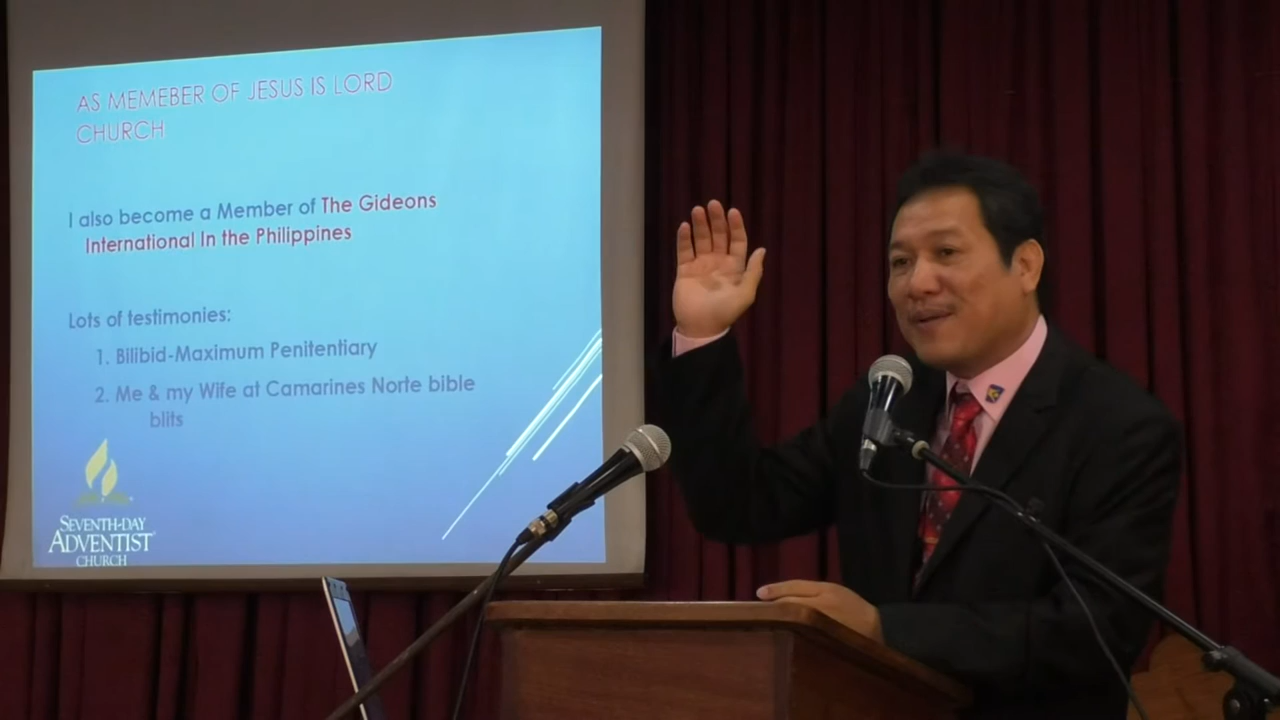 AS MEMEBER OF JESUS IS LORD
CHURCH
I also become a Member of The Gideons
International In the Philippines
Lots of testimonies:
1. Bilibid-Maximum Penitentiary
2. Me & my Wife at Camarines Norte bible
blits
SEVENTH-DAY
ADVENTIST
CHURCH